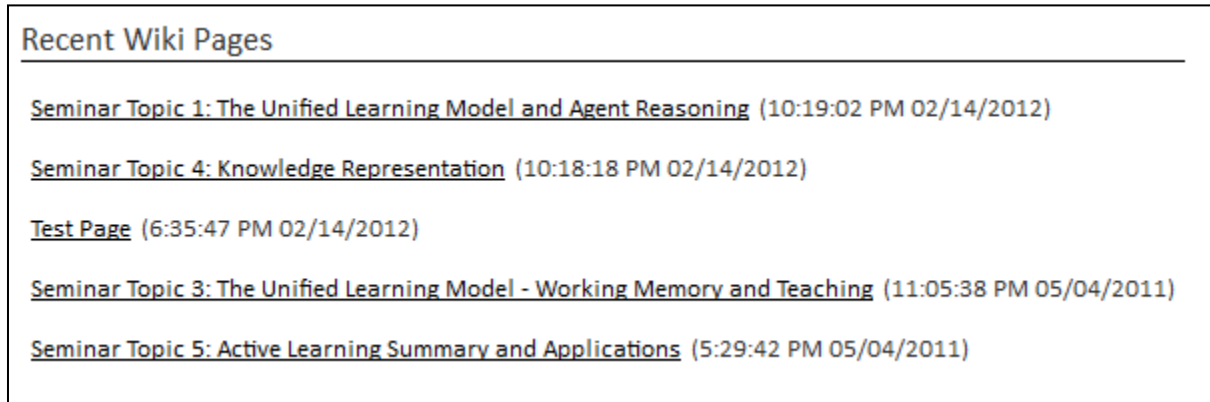 Recent Wiki Pages
Seminar Topic 1: The Unified Learning Model and Agent Reasoning (10:19:02 PM 02/14/2012)
Seminar Topic 4: Knowledge Representation (10:18:18 PM 02/14/2012)
Test Page (6:35:47 PM 02/14/2012)
Seminar Topic 3: The Unified Learning Model - Working Memory and Teaching (11:05:38 PM 05/04/2011)
Seminar Topic 5: Active Learning Summary and Applications (5:29:42 PM 05/04/2011)